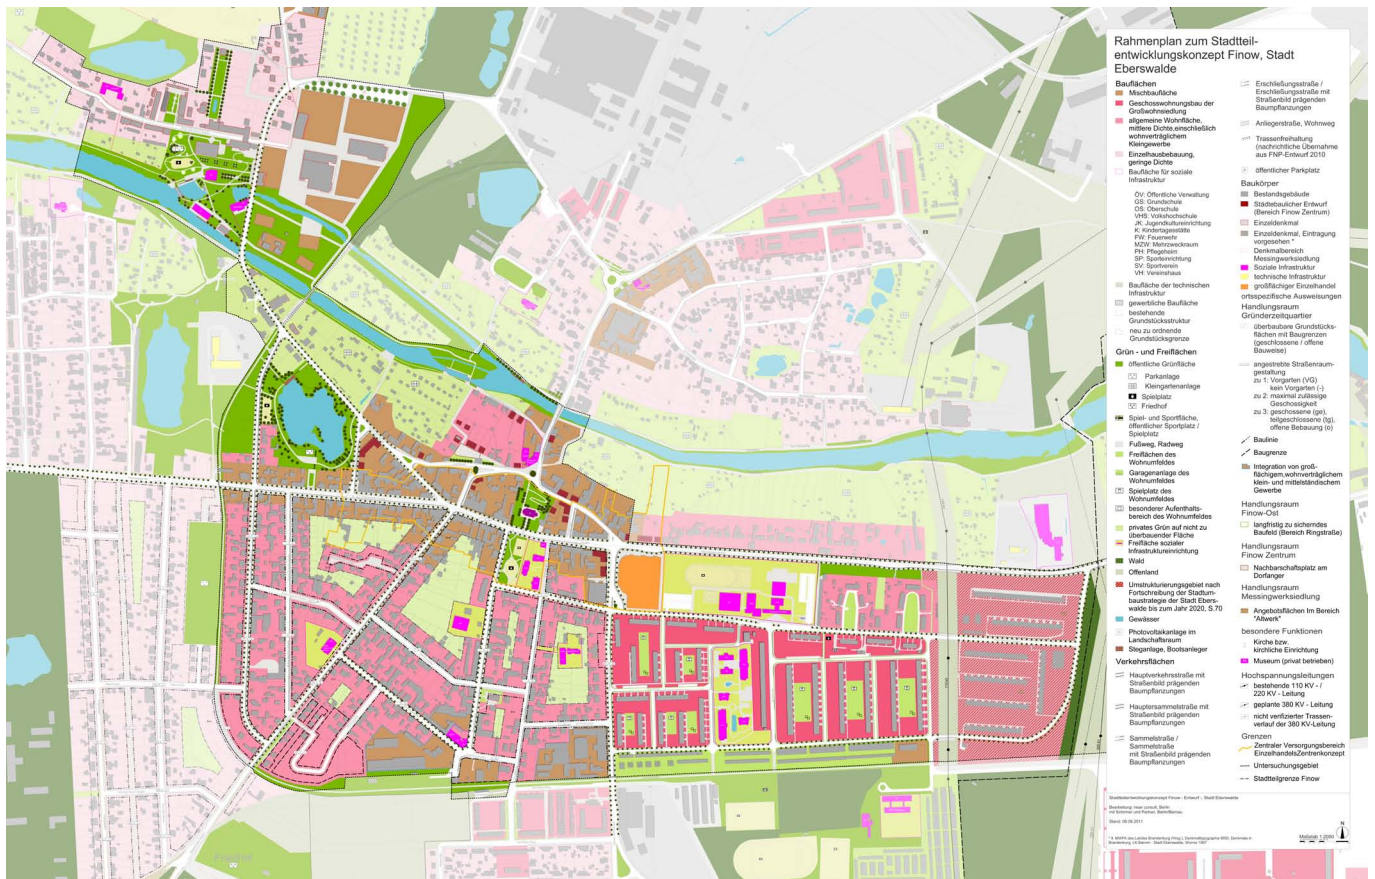 Rahmenplan zum Stadtteil-
entwicklungskonzept Finow, Stadt
Eberswalde
Bauflächen
Mischbaufläche
Geschosswohnungsbau der
Großwohnsiedlung
allgemeine Wohnfläche,
mittlere Dichte,einschließlich
wohnverträglichem
Kleingewerbe
Einzelhausbebauung,
geringe Dichte
Baufläche für soziale
Infrastruktur
ÖV: Öffentliche Verwaltung
GS: Grundschule
OS: Oberschule
VHS: Volkshochschule
JK: Jugendkultureinrichtung
K: Kindertagesstätte
FW: Feuerwehr
MZW: Mehrzweckraum
PH: Pflegeheim
SP: Sporteinrichtung
SV: Sportverein
VH: Vereinshaus
Baufläche der technischen
Infrastruktur
gewerbliche Baufläche
bestehende
Grundstücksstruktur
neu zu ordnende
Grundstücksgrenze
Grün - und Freiflächen
öffentliche Grünfläche
Parkanlage
Kleingartenanlage
Spielplatz
Friedhof
Spiel- und Sportfläche,
öffentlicher Sportplatz /
Spielplatz
Fußweg, Radweg
Freiflächen des
Wohnumfeldes
Garagenanlage des
Wohnumfeldes
Spielplatz des
Wohnumfeldes
besonderer Aufenthalts-
bereich des Wohnumfeldes
privates Grün auf nicht zu
überbauender Fläche
Freifläche sozialer
Infrastruktureinrichtung
Wald
Offenland
Umstrukturierungsgebiet nach
Fortschreibung der Stadtum-
baustrategie der Stadt Ebers-
walde bis zum Jahr 2020, S.70
Gewässer
Photovoltaikanlage im
Landschaftsraum
Steganlage, Bootsanleger
Verkehrsflächen
Hauptverkehrsstraße mit
Straßenbild prägenden
Baumpflanzungen
Hauptsammelstraße mit
Straßenbild prägenden
Baumpflanzungen
Sammelstraße /
Sammelstraße
mit Straßenbild prägenden
Baumpflanzungen
Erschließungsstraße /
Erschließungsstraße mit
Straßenbild prägenden
Baumpflanzungen
Anliegerstraße, Wohnweg
Trassenfreihaltung
(nachrichtliche Übernahme
aus FNP-Entwurf 2010
öffentlicher Parkplatz
Baukörper
Bestandsgebäude
Städtebaulicher Entwurf
(Bereich Finow Zentrum)
Einzeldenkmal
Einzeldenkmal, Eintragung
vorgesehen *
Denkmalbereich
Messingwerksiedlung
Soziale Infrastruktur
technische Infrastruktur
großflächiger Einzelhandel
ortsspezifische Ausweisungen
Handlungsraum
Gründerzeitquartier
überbaubare Grundstücks-
flächen mit Baugrenzen
(geschlossene / offene
Bauweise)
angestrebte Straßenraum-
gestaltung
zu 1: Vorgarten (VG)
kein Vorgarten (-)
zu 2: maximal zulässige
Geschossigkeit
zu 3: geschossene (ge),
teilgeschlossene (tg),
offene Bebauung (o)
Baulinie
Baugrenze
Integration von groß-
flächigem,wohnverträglichem
klein- und mittelständischem
Gewerbe
Handlungsraum
Finow-Ost
langfristig zu sicherndes
Baufeld (Bereich Ringstraße)
Handlungsraum
Finow Zentrum
Nachbarschaftsplatz am
Dorfanger
Handlungsraum
Messingwerksiedlung
Angebotsflächen Im Bereich
"Altwerk"
besondere Funktionen
Kirche bzw.
kirchliche Einrichtung
Museum (privat betrieben)
Hochspannungsleitungen
bestehende 110 KV - /
220 KV - Leitung
geplante 380 KV - Leitung
nicht verifizierter Trassen-
verlauf der 380 KV-Leitung
Grenzen
Zentraler Versorgungsbereich
EinzelhandelsZentrenkonzept
Untersuchungsgebiet
Stadtteilgrenze Finow
Stadtteilentwicklungskonzept Finow - Entwurf -, Stadt Eberswalde
N
Maßstab 1:2000
Friedhof